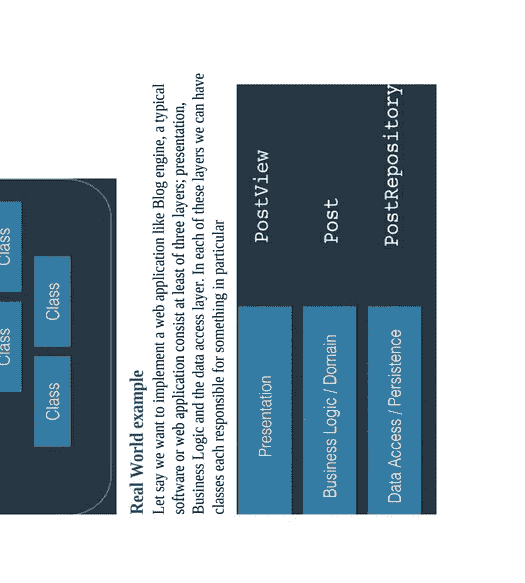 Class
Class
Class
Class
Real World example
Let say we want to implement a web application like Blog engine, a typical
software or web application consist at least of three layers; presentation,
Business Logic and the data access layer. In each of these layers we can have
classes each responsible for something in particular
Presentation
PostView
Business Logic / Domain
Post
Data Access / Persistence
PostRepository